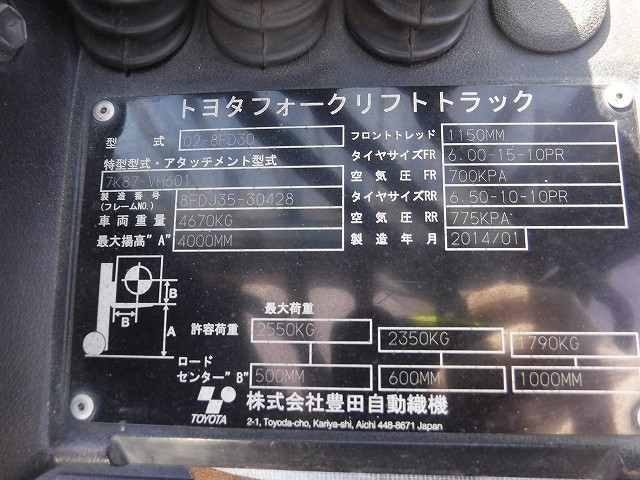 トヨタフォークリフトトラック
型式 02-8FD30 フロントトレッド 1150MM
特型型式・アタッチメント型式 タイヤサイズFR 6.00-15-10PR
7K87-VH601 空気圧 FR 700KPA
製造番号 (フレームNO.) 8FDJ35-30428 タイヤサイズRR 6.50-10-10PR
車両重量 4670KG 空気圧 RR 775KPA
最大揚高"A" 4000MM 製造年月 2014/01
B
B
A
最大荷重
許容荷重 2550KG 2350KG 1790KG
ロード
センター"B" 500MM 600MM 1000MM
TOYOTA 株式会社豊田自動織機
2-1, Toyoda-cho, Kariya-shi, Aichi 448-8671 Japan